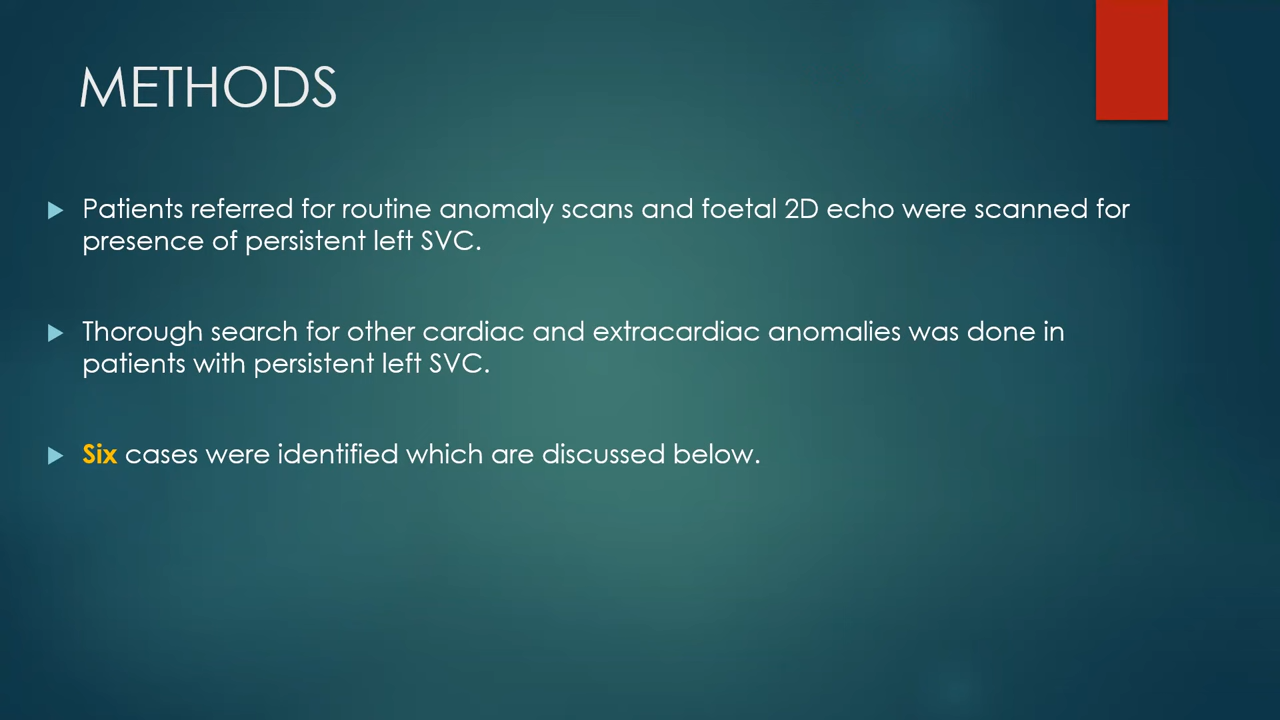 METHODS
Patients referred for routine anomaly scans and foetal 2D echo were scanned for
presence of persistent left SVC.
Thorough search for other cardiac and extracardiac anomalies was done in
patients with persistent left SVC.
Six cases were identified which are discussed below.